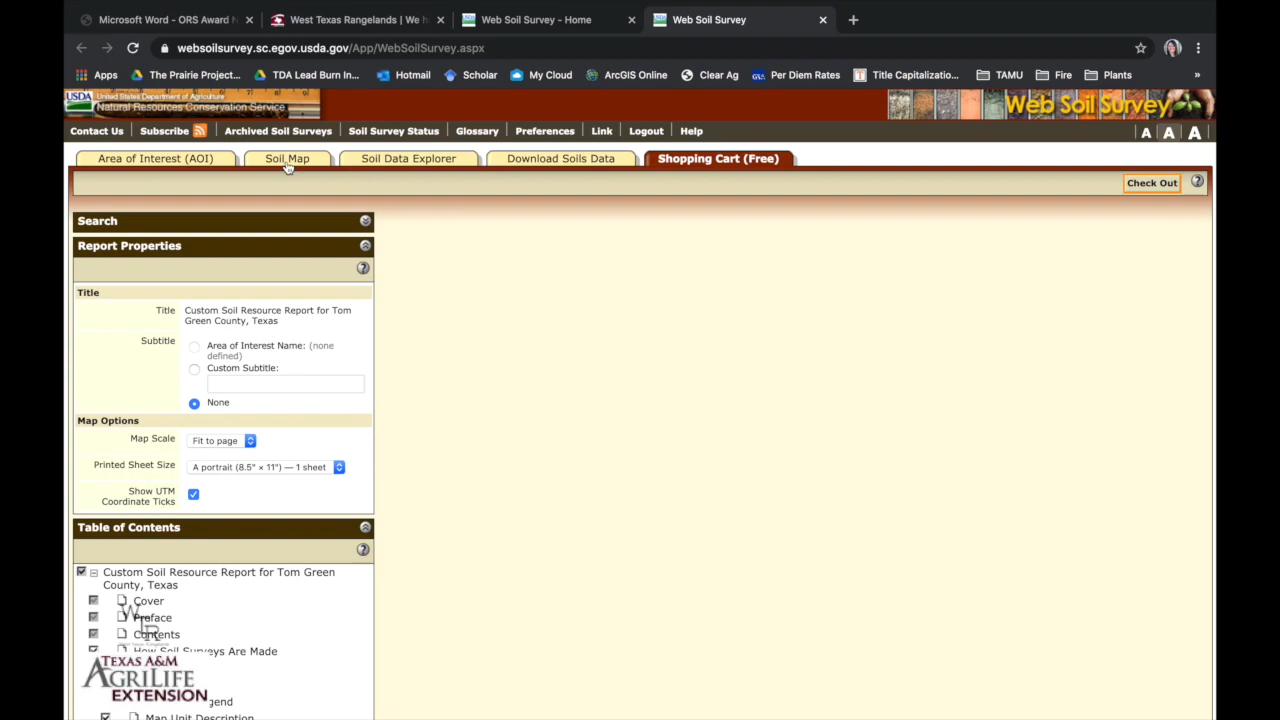 Microsoft Word - ORS Award N
West Texas Rangelands | We h
Web Soil Survey - Home
Web Soil Survey
websoilsurvey.sc.egov.usda.gov/App/WebSoilSurvey.aspx
Apps
The Prairie Project...
TDA Lead Burn In...
Hotmail
Scholar
My Cloud
ArcGIS Online
Clear Ag
Per Diem Rates
Title Capitalizatio...
TAMU
Fire
Plants
»
USDA United States Department of Agriculture
Natural Resources Conservation Service
Web Soil Survey
Contact Us
Subscribe
Archived Soil Surveys
Soil Survey Status
Glossary
Preferences
Link
Logout
Help
A A A
Area of Interest (AOI)
Soil Map
Soil Data Explorer
Download Soils Data
Shopping Cart (Free)
Check Out
?
Search
Report Properties
?
Title
Title Custom Soil Resource Report for Tom
Green County, Texas
Subtitle
Area of Interest Name: (none
defined)
Custom Subtitle:
None
Map Options
Map Scale Fit to page
Printed Sheet Size A portrait (8.5" × 11") — 1 sheet
Show UTM
Coordinate Ticks
Table of Contents
?
Custom Soil Resource Report for Tom Green
County, Texas
Cover
Preface
Contents
How Soil Surveys Are Made
WTR
TEXAS A&M
AGRILIFE
EXTENSION
gend
Map Unit Description